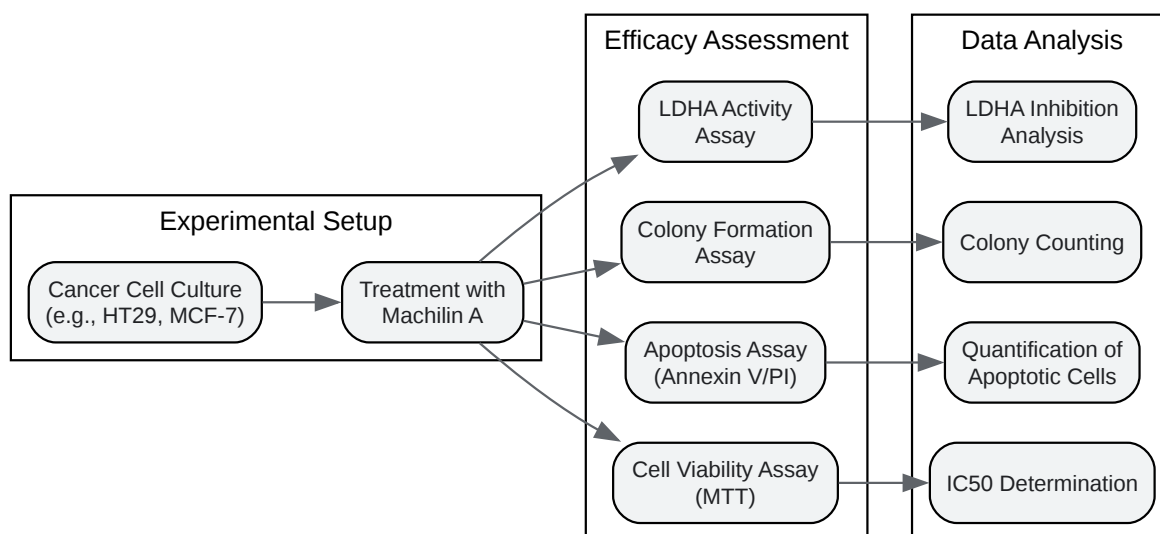 Experimental Setup
Cancer Cell Culture
(e.g., HT29, MCF-7)
Treatment with
Machilin A
Efficacy Assessment
LDHA Activity
Assay
Colony Formation
Assay
Apoptosis Assay
(Annexin V/PI)
Cell Viability Assay
(MTT)
Data Analysis
LDHA Inhibition
Analysis
Colony Counting
Quantification of
Apoptotic Cells
IC50 Determination